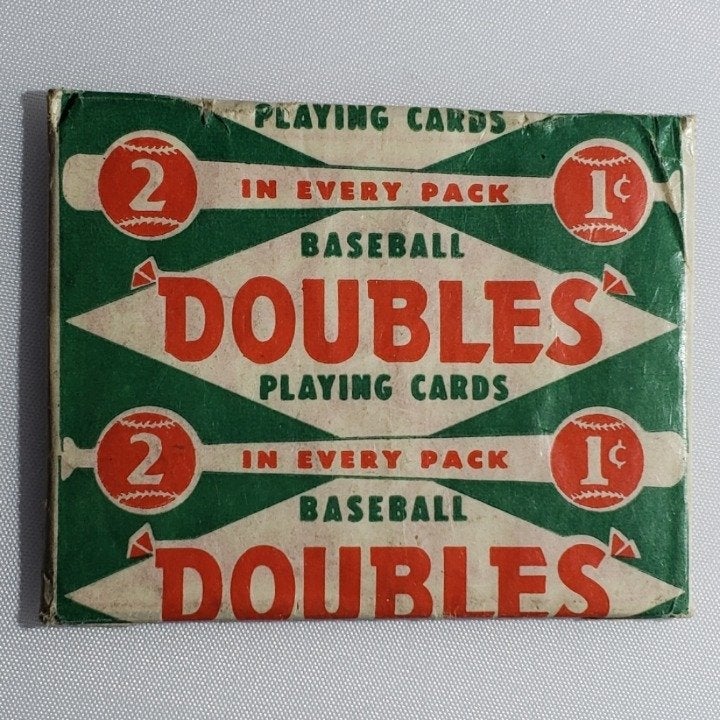 PLAYING CARDS
2 IN EVERY PACK 1¢
BASEBALL
"DOUBLES"
PLAYING CARDS
2 IN EVERY PACK 1¢
BASEBALL
"DOUBLES"